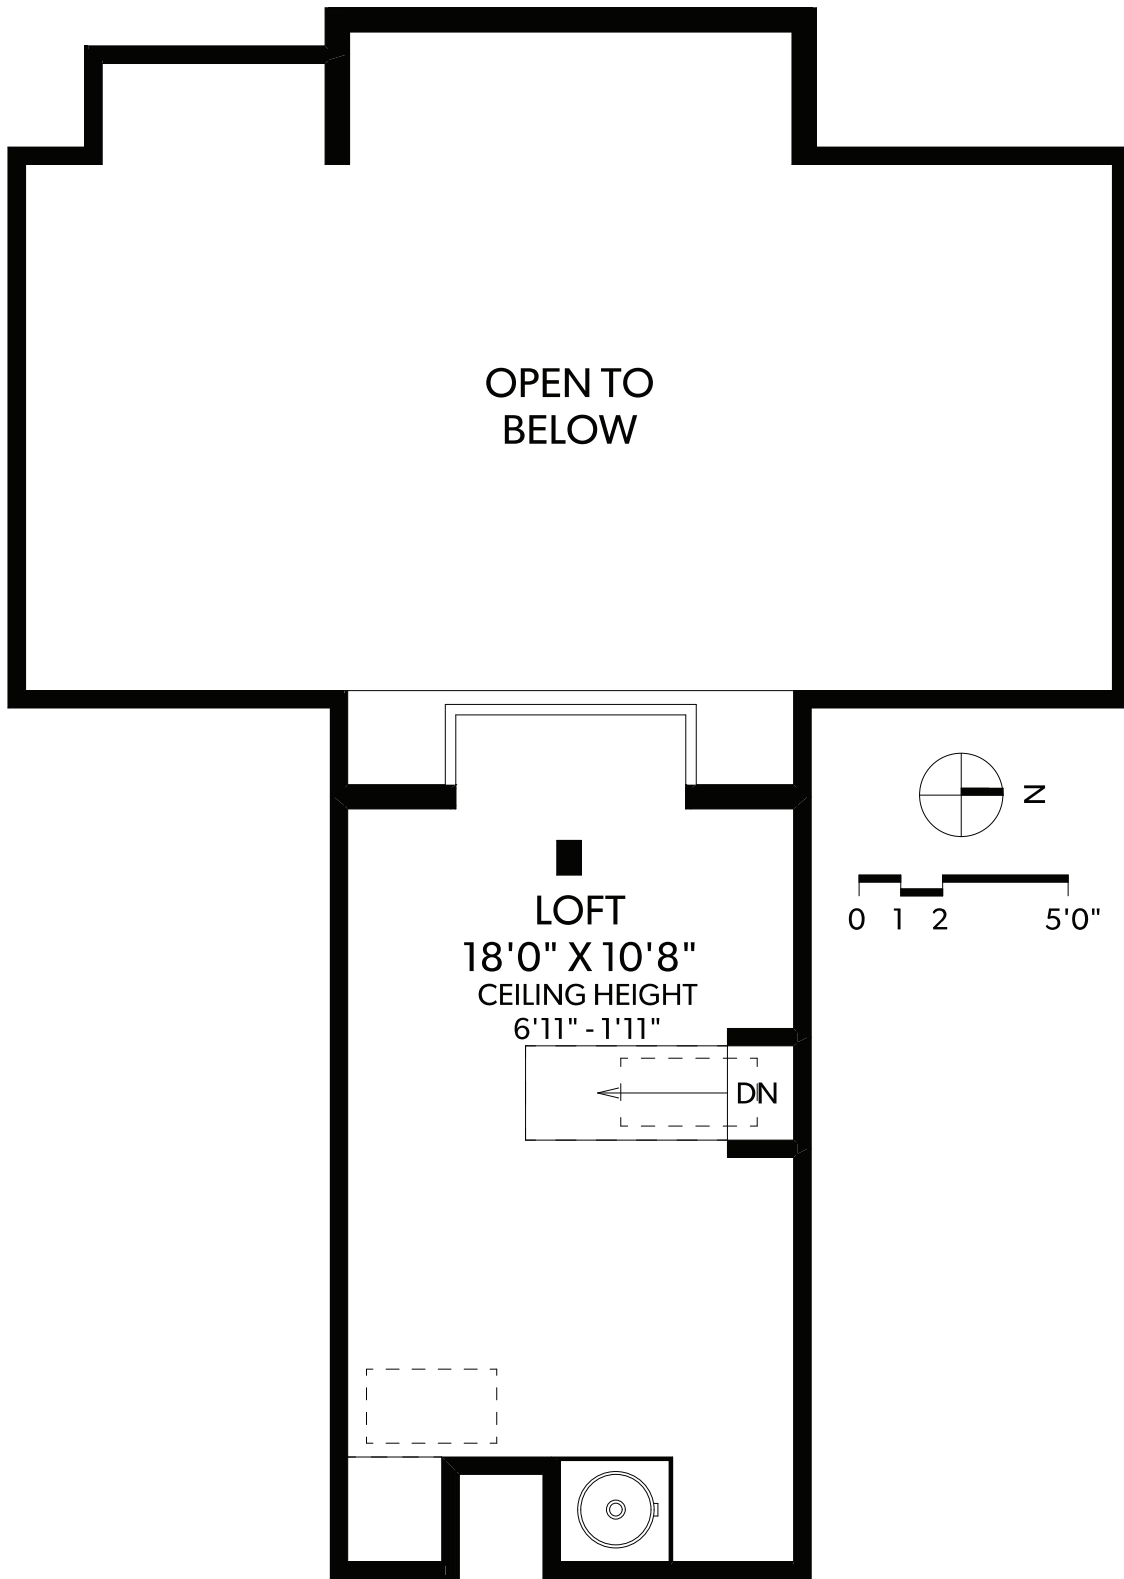 OPEN TO
BELOW
N
0 1 2 5'0"
LOFT
18'0" X 10'8"
CEILING HEIGHT
6'11" - 1'11"
DN